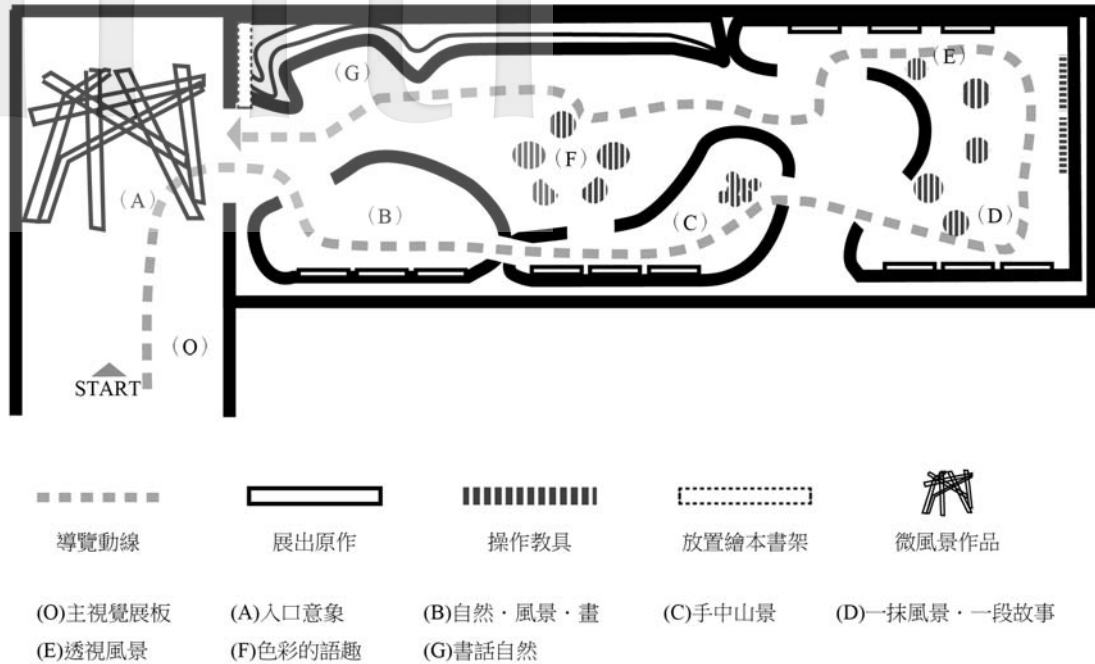 (G)
(E)
(A)
(F)
(B)
(C)
(D)
(O)
START
導覽動線
展出原作
操作教具
放置繪本書架
微風景作品
(O)主視覺展板
(A)入口意象
(B)自然・風景・畫
(C)手中山景
(D)一抹風景・一段故事
(E)透視風景
(F)色彩的語趣
(G)書話自然